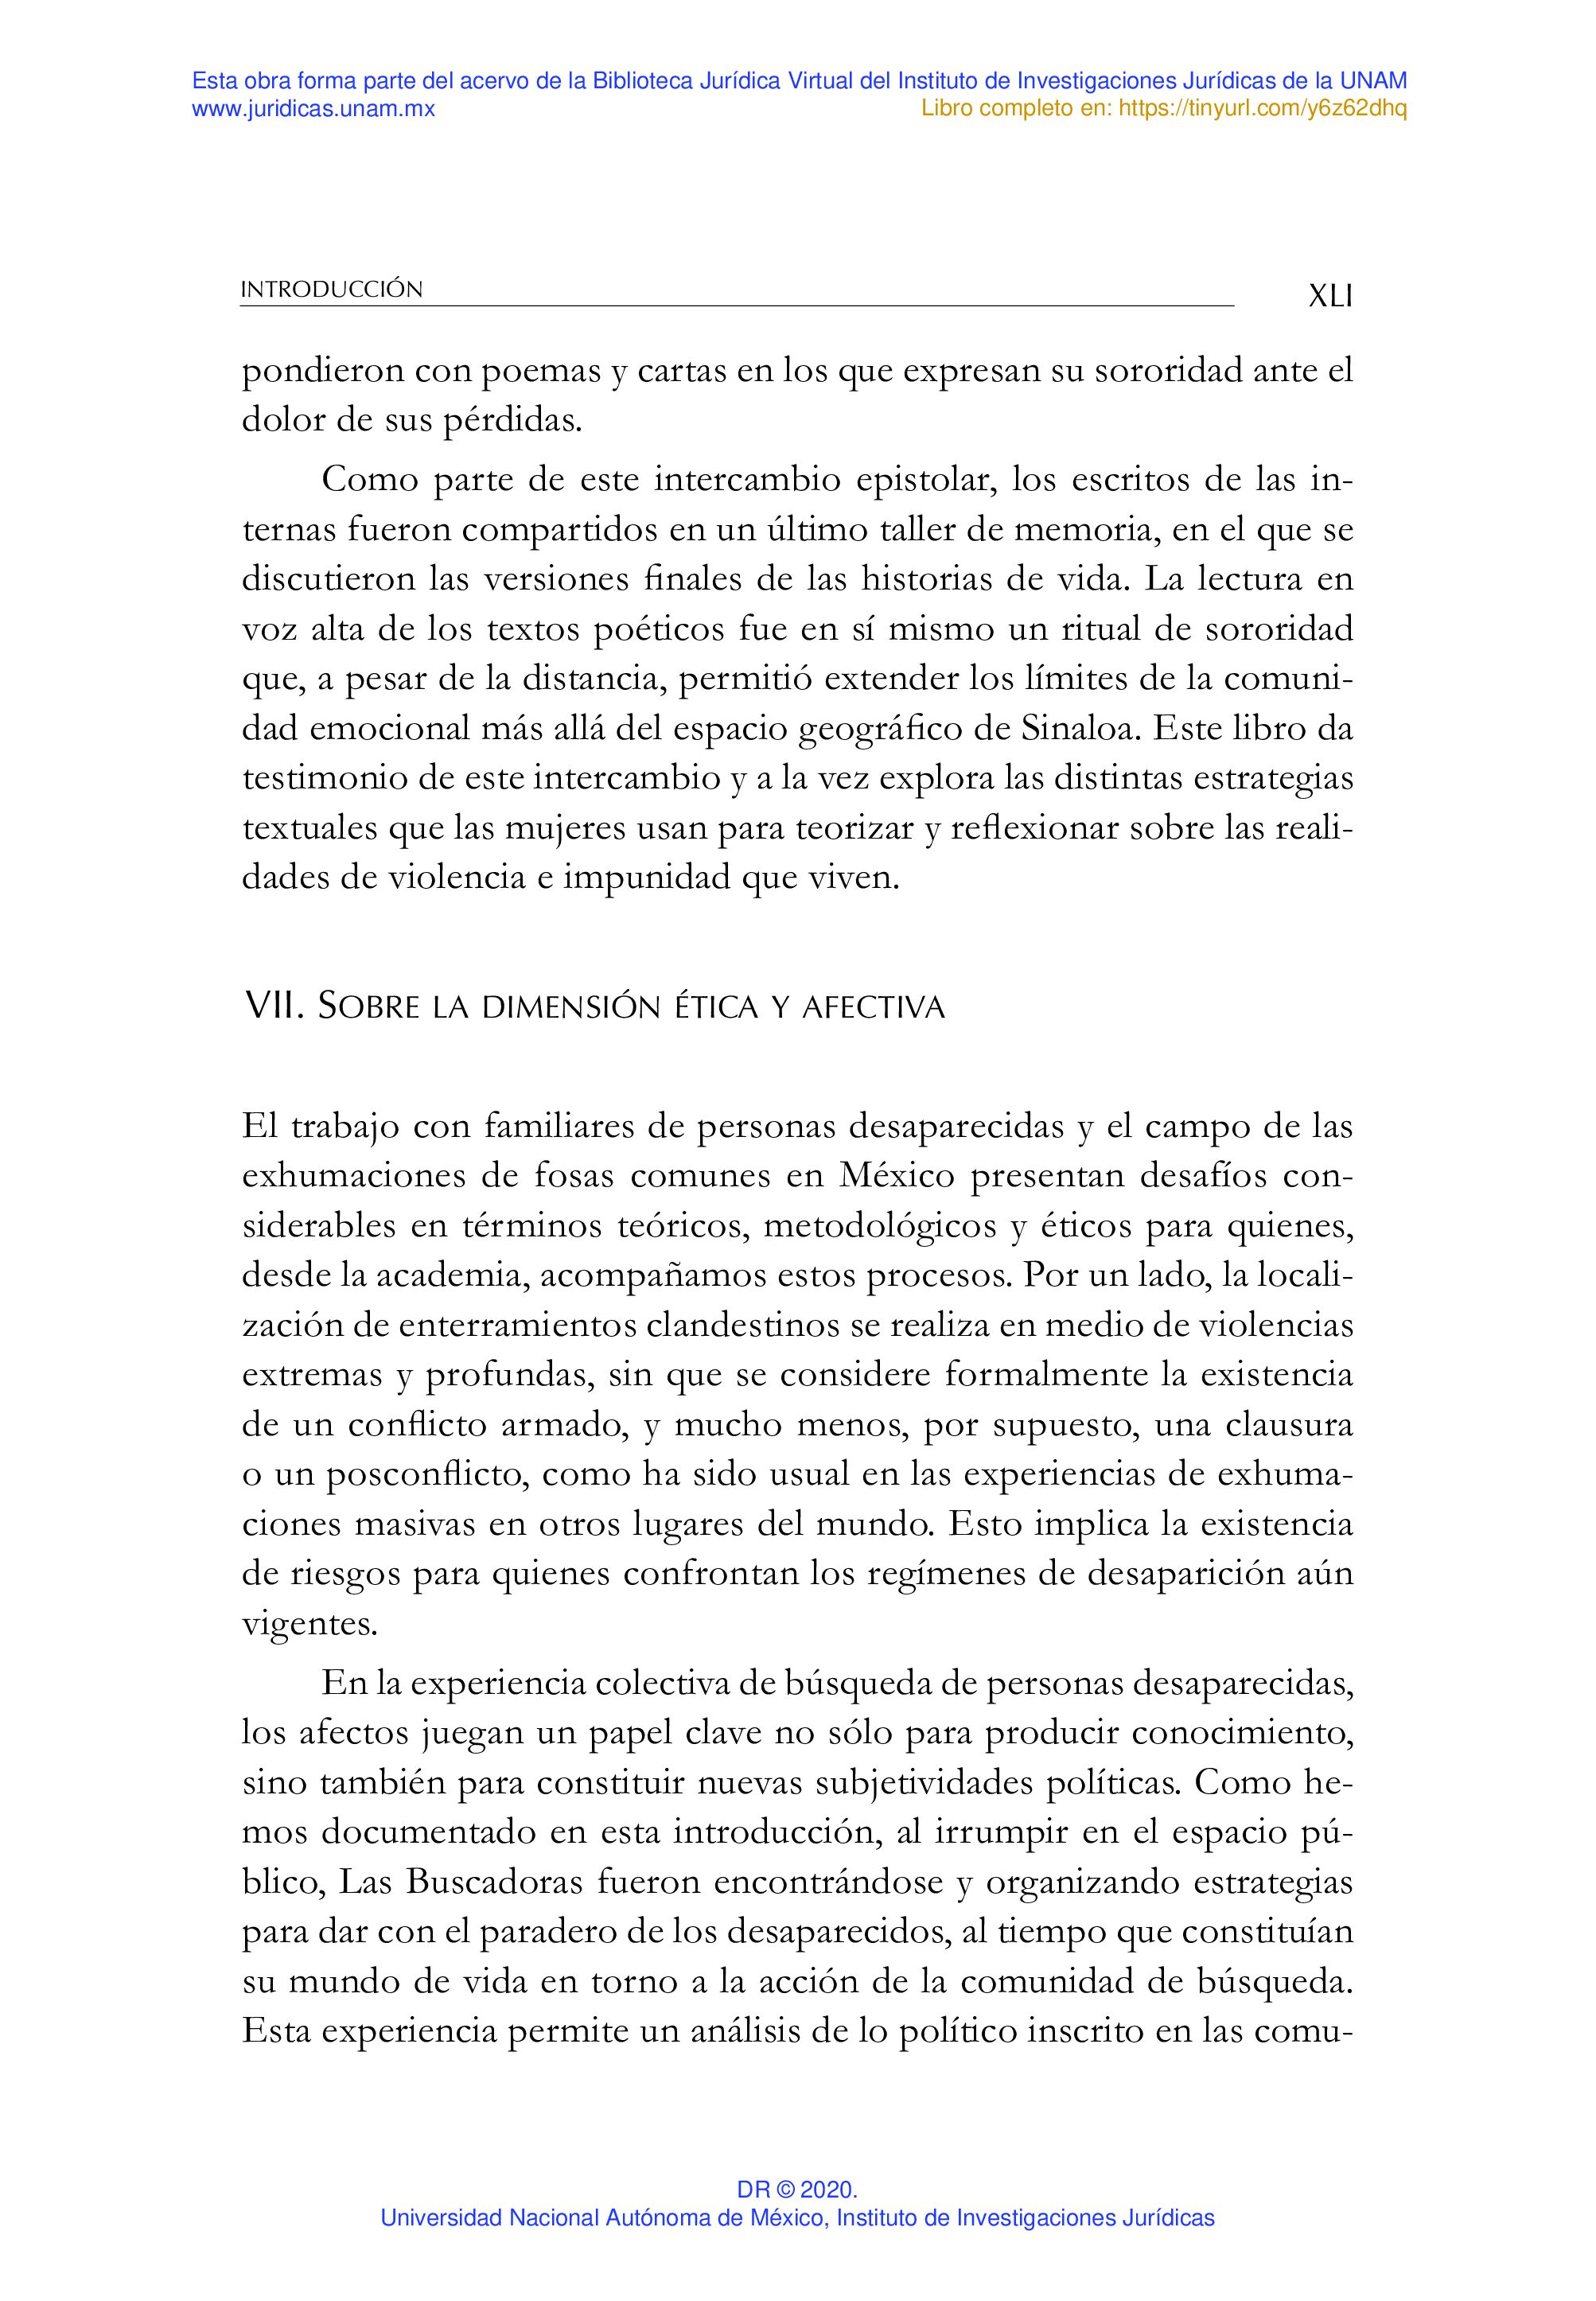 Esta obra forma parte del acervo de la Biblioteca Jurídica Virtual del Instituto de Investigaciones Jurídicas de la UNAM
www.juridicas.unam.mx
Libro completo en: https://tinyurl.com/y6z62dhq
INTRODUCCIÓN
XLI
pondieron con poemas y cartas en los que expresan su sororidad ante el
dolor de sus pérdidas.
Como parte de este intercambio epistolar, los escritos de las in-
ternas fueron compartidos en un último taller de memoria, en el que se
discutieron las versiones finales de las historias de vida. La lectura en
voz alta de los textos poéticos fue en sí mismo un ritual de sororidad
que, a pesar de la distancia, permitió extender los límites de la comuni-
dad emocional más allá del espacio geográfico de Sinaloa. Este libro da
testimonio de este intercambio y a la vez explora las distintas estrategias
textuales que las mujeres usan para teorizar y reflexionar sobre las reali-
dades de violencia e impunidad que viven.
VII. SOBRE LA DIMENSIÓN ÉTICA Y AFECTIVA
El trabajo con familiares de personas desaparecidas y el campo de las
exhumaciones de fosas comunes en México presentan desafíos con-
siderables en términos teóricos, metodológicos y éticos para quienes,
desde la academia, acompañamos estos procesos. Por un lado, la locali-
zación de enterramientos clandestinos se realiza en medio de violencias
extremas y profundas, sin que se considere formalmente la existencia
de un conflicto armado, y mucho menos, por supuesto, una clausura
o un posconflicto, como ha sido usual en las experiencias de exhuma-
ciones masivas en otros lugares del mundo. Esto implica la existencia
de riesgos para quienes confrontan los regímenes de desaparición aún
vigentes.
En la experiencia colectiva de búsqueda de personas desaparecidas,
los afectos juegan un papel clave no sólo para producir conocimiento,
sino también para constituir nuevas subjetividades políticas. Como he-
mos documentado en esta introducción, al irrumpir en el espacio pú-
blico, Las Buscadoras fueron encontrándose y organizando estrategias
para dar con el paradero de los desaparecidos, al tiempo que constituían
su mundo de vida en torno a la acción de la comunidad de búsqueda.
Esta experiencia permite un análisis de lo político inscrito en las comu-
DR © 2020.
Universidad Nacional Autónoma de México, Instituto de Investigaciones Jurídicas